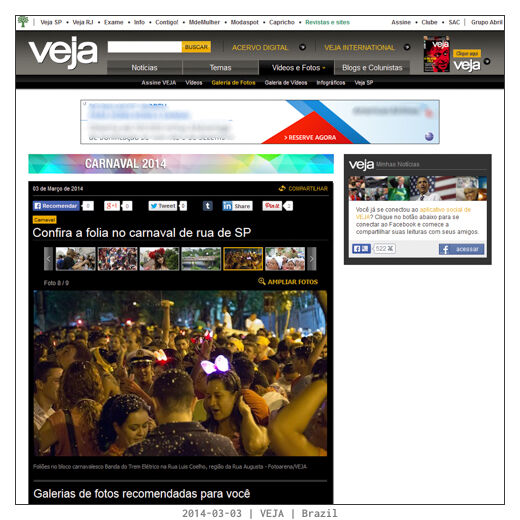 Veja SP • Veja RJ • Exame • Info • Contigo! • MdeMulher • Modaspot • Capricho • Revistas e sites
Assine • Clube • SAC | Grupo Abril
veja
BUSCAR
ACERVO DIGITAL
VEJA INTERNATIONAL
Clique aqui
veja
Notícias
Temas
Vídeos e Fotos
Blogs e Colunistas
Assine VEJA
Vídeos
Galeria de Fotos
Galeria de Vídeos
Infográficos
Veja SP
> RESERVE AGORA
CARNAVAL 2014
03 de Março de 2014
COMPARTILHAR
Recomendar 0
+1 0
Tweet 0
Share
Pin it 2
Carnaval
Confira a folia no carnaval de rua de SP
Foto 8 / 9
AMPLIAR FOTOS
Foliões no bloco carnavalesco Banda do Trem Elétrico na Rua Luis Coelho, região da Rua Augusta - Fotoarena/VEJA
Galerias de fotos recomendadas para você
veja Minhas Notícias
Você já se conectou ao aplicativo social de
VEJA? Clique no botão abaixo para se
conectar ao Facebook e comece a
compartilhar suas leituras com seus amigos.
522
acessar
2014-03-03 | VEJA | Brazil